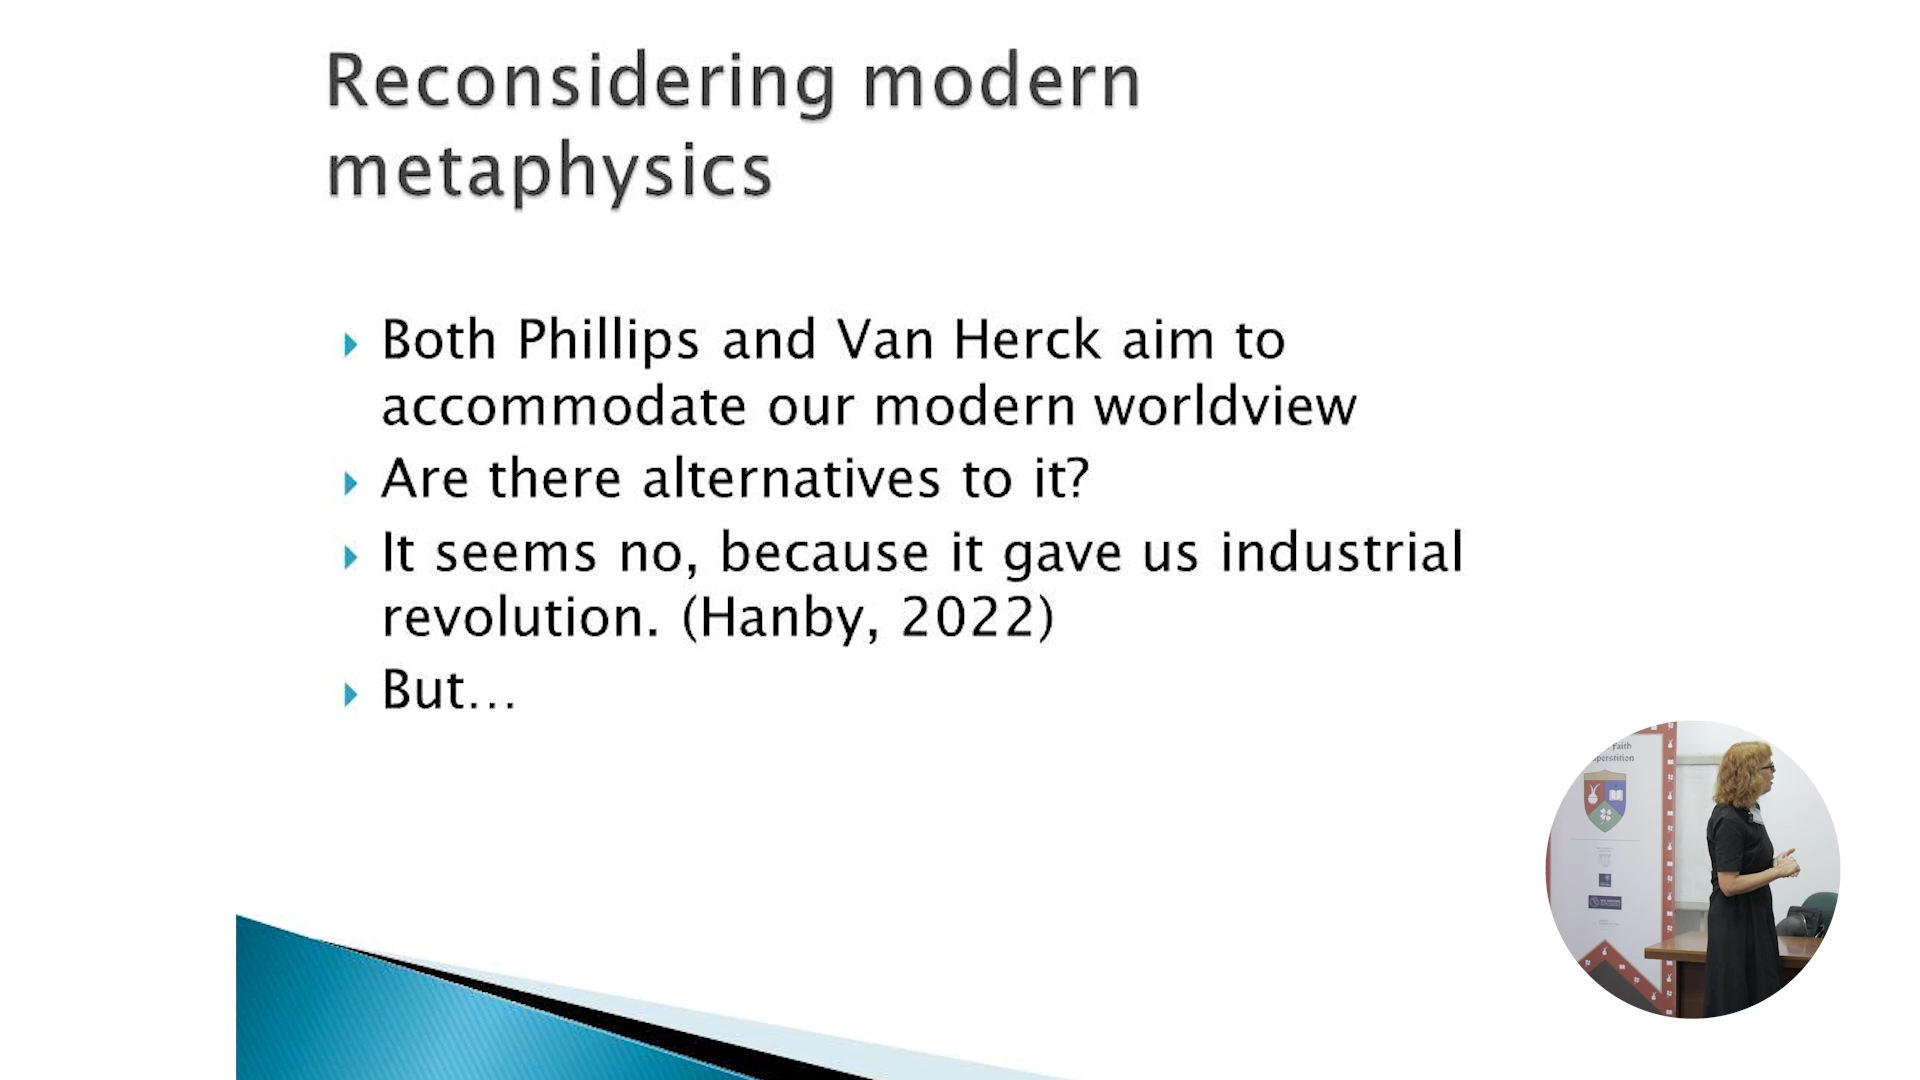 Reconsidering modern
metaphysics
Both Phillips and Van Herck aim to
accommodate our modern worldview
Are there alternatives to it?
It seems no, because it gave us industrial
revolution. (Hanby, 2022)
But…
Faith